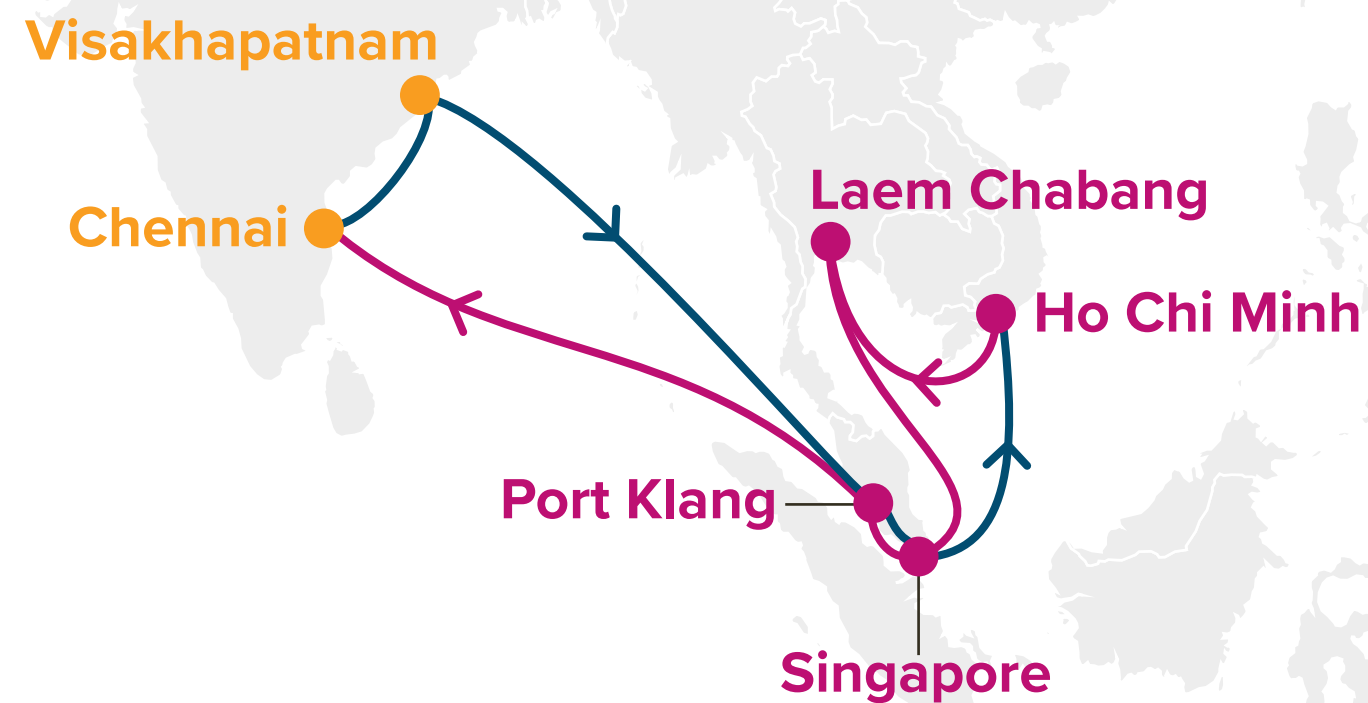 Visakhapatnam
Laem Chabang
Chennai
Ho Chi Minh
Port Klang
Singapore